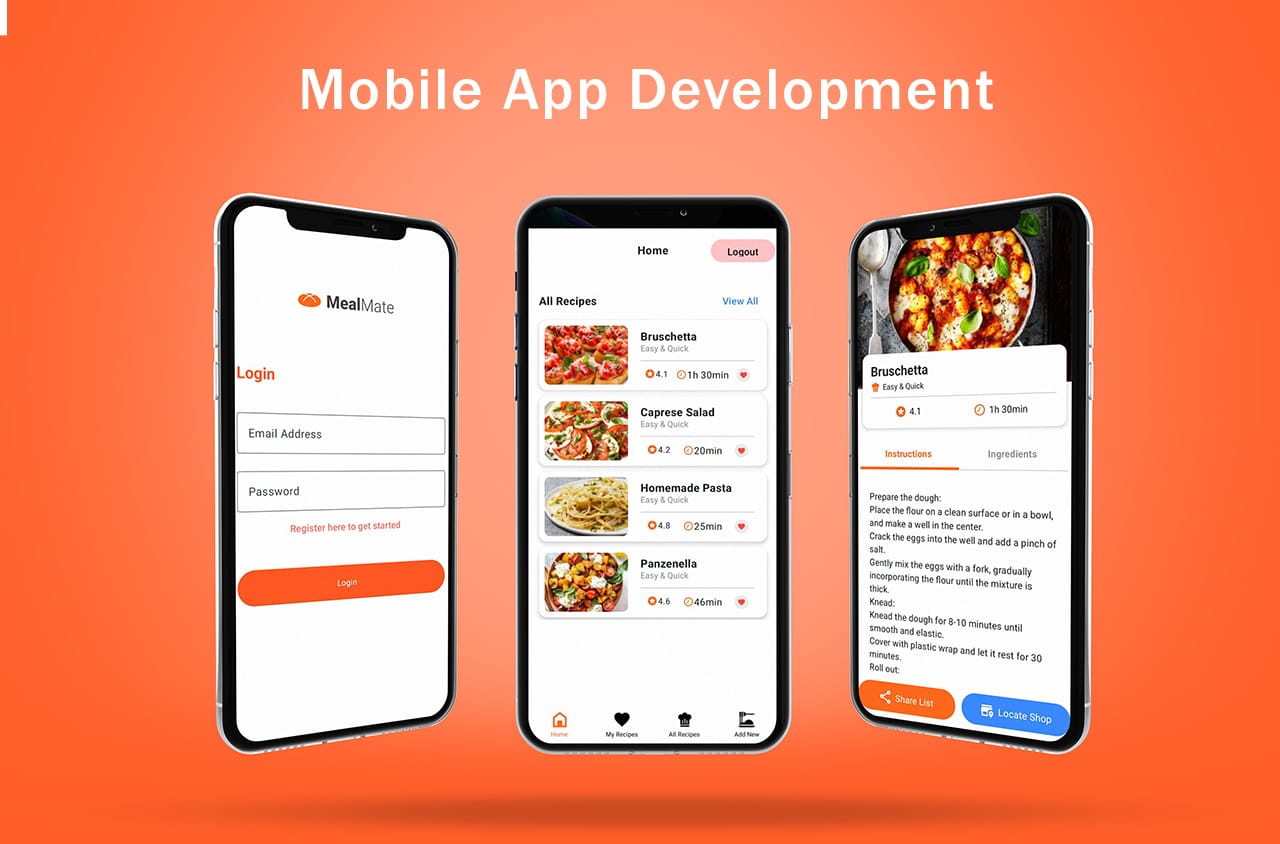 Mobile App Development
MealMate
Login
Email Address
Password
Register here to get started
Login
Home
Logout
All Recipes
View All
Bruschetta
Easy & Quick
4.1
1h 30min
Caprese Salad
Easy & Quick
4.2
20min
Homemade Pasta
Easy & Quick
4.8
25min
Panzenella
Easy & Quick
4.6
46min
Home
My Recipes
All Recipes
Add New
Bruschetta
Easy & Quick
4.1
1h 30min
Instructions
Ingredients
Prepare the dough:
Place the flour on a clean surface or in a bowl,
and make a well in the center.
Crack the eggs into the well and add a pinch of
salt.
Gently mix the eggs with a fork, gradually
incorporating the flour until the mixture is
thick.
Knead:
Knead the dough for 8-10 minutes until
smooth and elastic.
Cover with plastic wrap and let it rest for 30
minutes.
Roll out:
Share List
Locate Shop